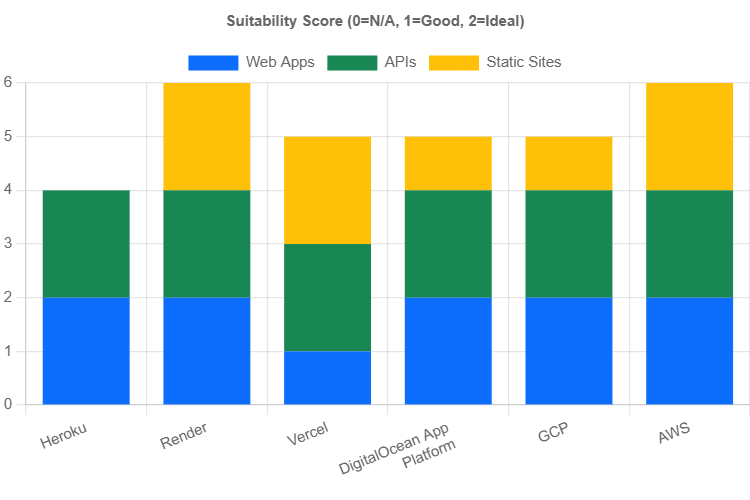 Suitability Score (0=N/A, 1=Good, 2=Ideal)
Web Apps APIs Static Sites
6
5
4
3
2
1
0
Heroku Render Vercel DigitalOcean App Platform GCP AWS